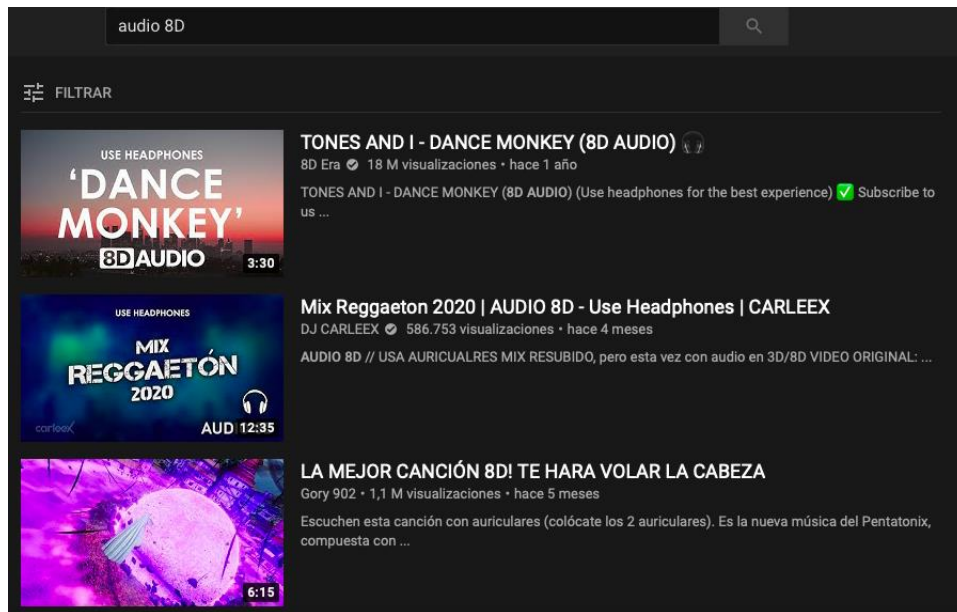 audio 8D
FILTRAR
USE HEADPHONES
'DANCE
MONKEY'
8D AUDIO
3:30
TONES AND I - DANCE MONKEY (8D AUDIO) 🎧
8D Era 18 M visualizaciones • hace 1 año
TONES AND I - DANCE MONKEY (8D AUDIO) (Use headphones for the best experience) ✅ Subscribe to
us ...
USE HEADPHONES
MIX
REGGAETÓN
2020
carleex
AUD
12:35
Mix Reggaeton 2020 | AUDIO 8D - Use Headphones | CARLEEX
DJ CARLEEX 586.753 visualizaciones • hace 4 meses
AUDIO 8D // USA AURICUALRES MIX RESUBIDO, pero esta vez con audio en 3D/8D VIDEO ORIGINAL: ...
6:15
LA MEJOR CANCIÓN 8D! TE HARA VOLAR LA CABEZA
Gory 902 • 1,1 M visualizaciones • hace 5 meses
Escuchen esta canción con auriculares (colócate los 2 auriculares). Es la nueva música del Pentatonix,
compuesta con ...